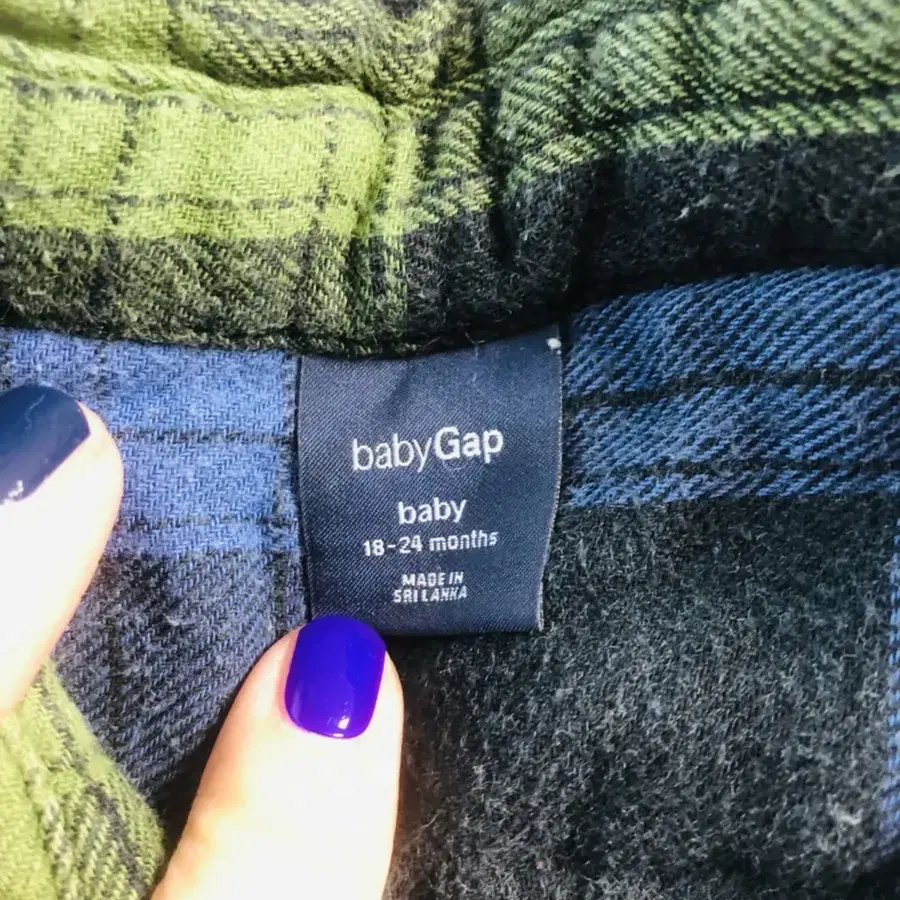 babyGap
baby
18-24 months
MADE IN
SRI LANKA